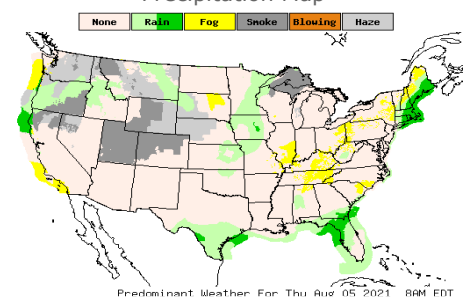 Precipitation Map
None Rain Fog Smoke Blowing Haze
Predominant Weather For Thu Aug 05 2021 8AM EDT